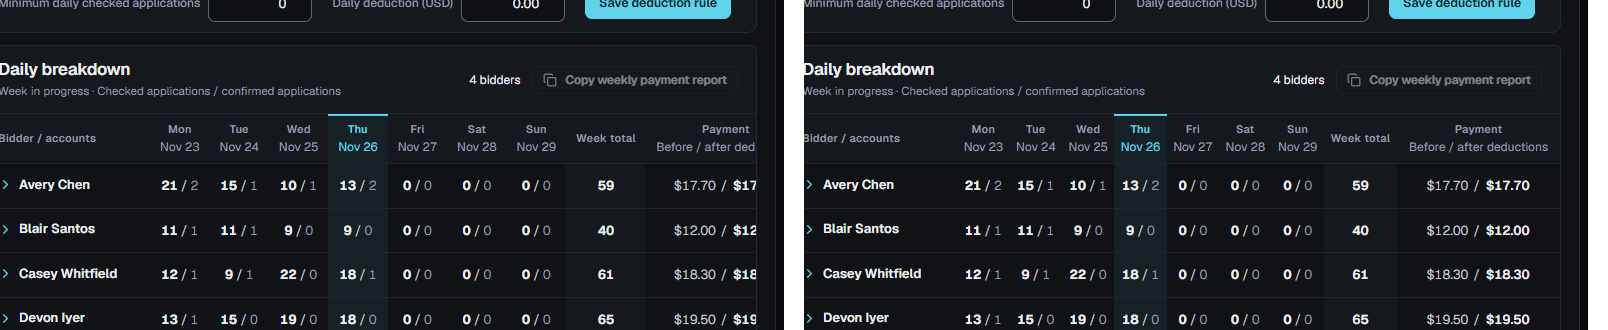 Minimum daily checked applications 0 Daily deduction (USD) 0.00 Save deduction rule
Daily breakdown
Week in progress · Checked applications / confirmed applications
4 bidders Copy weekly payment report
Bidder / accounts Mon Nov 23 Tue Nov 24 Wed Nov 25 Thu Nov 26 Fri Nov 27 Sat Nov 28 Sun Nov 29 Week total Payment Before / after ded
Avery Chen 21 / 2 15 / 1 10 / 1 13 / 2 0 / 0 0 / 0 0 / 0 59 $17.70 / $17
Blair Santos 11 / 1 11 / 1 9 / 0 9 / 0 0 / 0 0 / 0 0 / 0 40 $12.00 / $12
Casey Whitfield 12 / 1 9 / 1 22 / 0 18 / 1 0 / 0 0 / 0 0 / 0 61 $18.30 / $18
Devon Iyer 13 / 1 15 / 0 19 / 0 18 / 0 0 / 0 0 / 0 0 / 0 65 $19.50 / $19
Minimum daily checked applications 0 Daily deduction (USD) 0.00 Save deduction rule
Daily breakdown
Week in progress · Checked applications / confirmed applications
4 bidders Copy weekly payment report
Bidder / accounts Mon Nov 23 Tue Nov 24 Wed Nov 25 Thu Nov 26 Fri Nov 27 Sat Nov 28 Sun Nov 29 Week total Payment Before / after deductions
Avery Chen 21 / 2 15 / 1 10 / 1 13 / 2 0 / 0 0 / 0 0 / 0 59 $17.70 / $17.70
Blair Santos 11 / 1 11 / 1 9 / 0 9 / 0 0 / 0 0 / 0 0 / 0 40 $12.00 / $12.00
Casey Whitfield 12 / 1 9 / 1 22 / 0 18 / 1 0 / 0 0 / 0 0 / 0 61 $18.30 / $18.30
Devon Iyer 13 / 1 15 / 0 19 / 0 18 / 0 0 / 0 0 / 0 0 / 0 65 $19.50 / $19.50